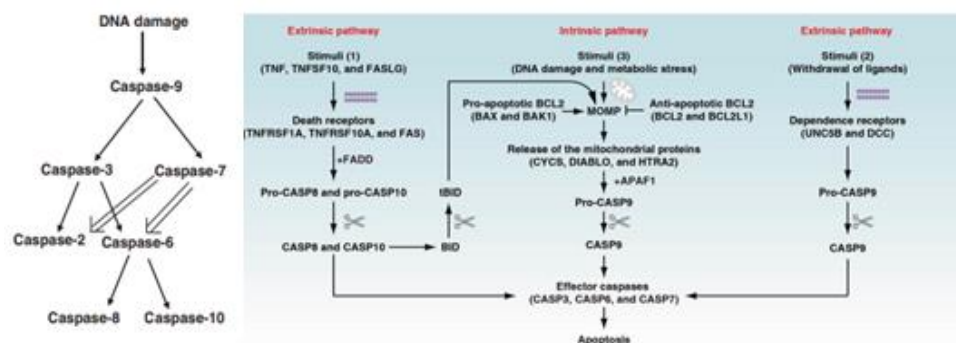 DNA damage
Caspase-9
Caspase-3
Caspase-7
Caspase-2
Caspase-6
Caspase-8
Caspase-10
Extrinsic pathway
Stimuli (1)
(TNF, TNFSF10, and FASLG)
Death receptors
(TNFRSF1A, TNFRSF10A, and FAS)
+FADD
Pro-CASP8 and pro-CASP10
CASP8 and CASP10
BID
tBID
Intrinsic pathway
Stimuli (3)
(DNA damage and metabolic stress)
Pro-apoptotic BCL2
(BAX and BAK1)
MOMP
Anti-apoptotic BCL2
(BCL2 and BCL2L1)
Release of the mitochondrial proteins
(CYCS, DIABLO, and HTRA2)
+APAF1
Pro-CASP9
CASP9
Effector caspases
(CASP3, CASP6, and CASP7)
Apoptosis
Extrinsic pathway
Stimuli (2)
(Withdrawal of ligands)
Dependence receptors
(UNC5B and DCC)
Pro-CASP9
CASP9